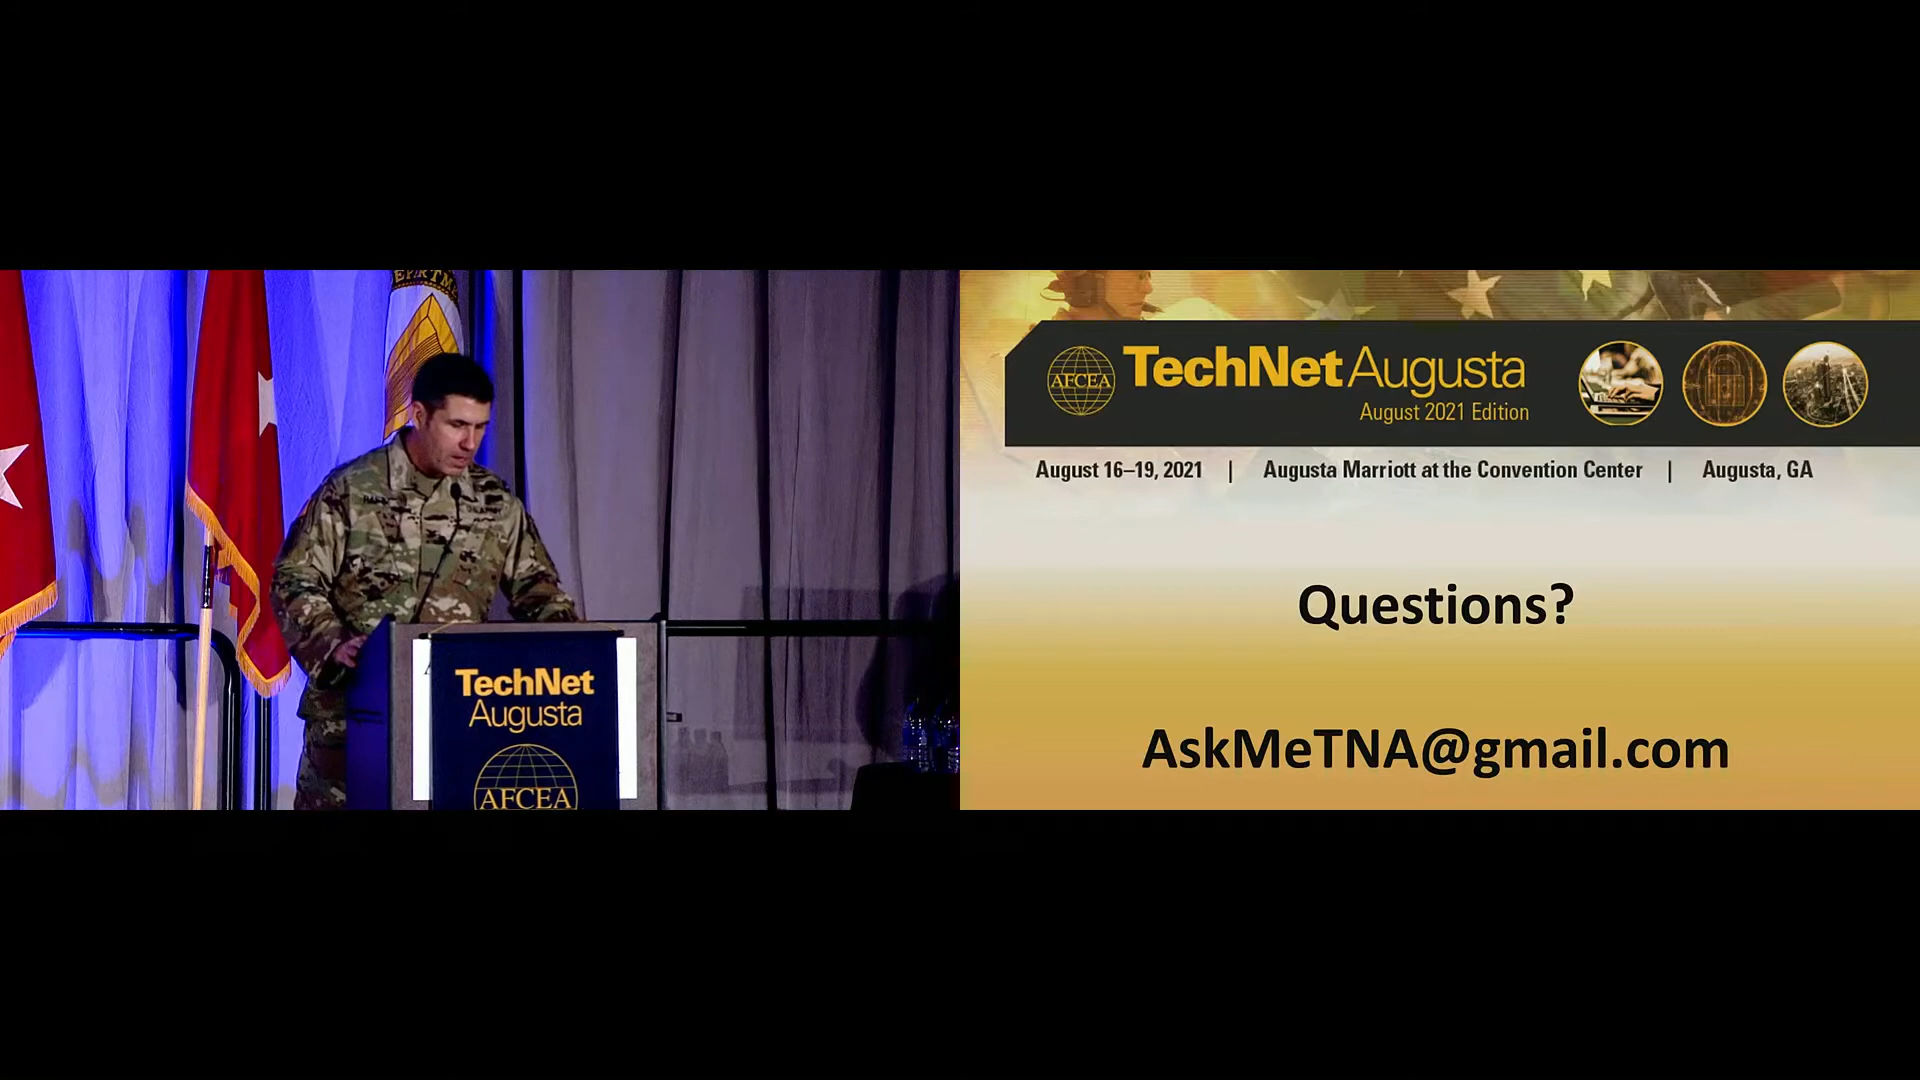 TechNet
Augusta
AFCEA
AFCEA
TechNet Augusta
August 2021 Edition
August 16–19, 2021 | Augusta Marriott at the Convention Center | Augusta, GA
Questions?
AskMeTNA@gmail.com